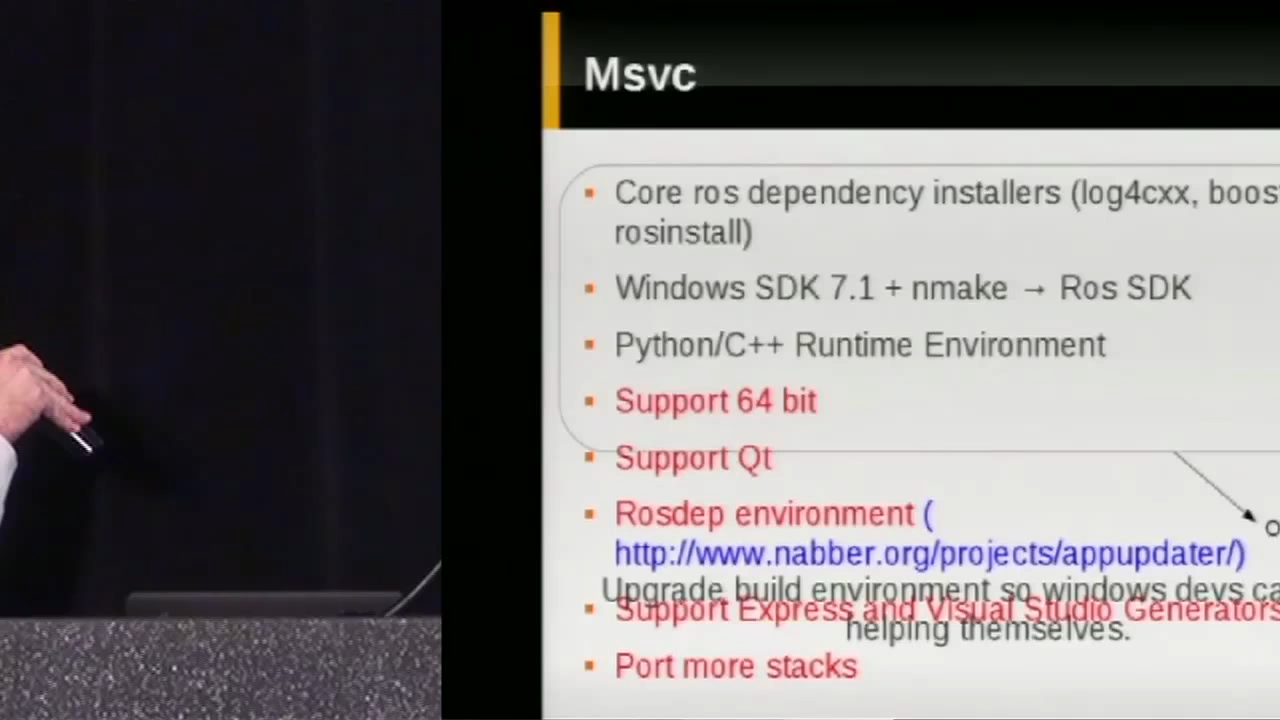 Msvc
Core ros dependency installers (log4cxx,
rosinstall)
Windows SDK 7.1 + nmake → Ros SDK
Python/C++ Runtime Environment
Support 64 bit
Support Qt
Rosdep environment (
http://www.nabber.org/projects/appupdater/)
Upgrade build environment so windows devs
Support Express and Visual Studio Generators
helping themselves.
Port more stacks